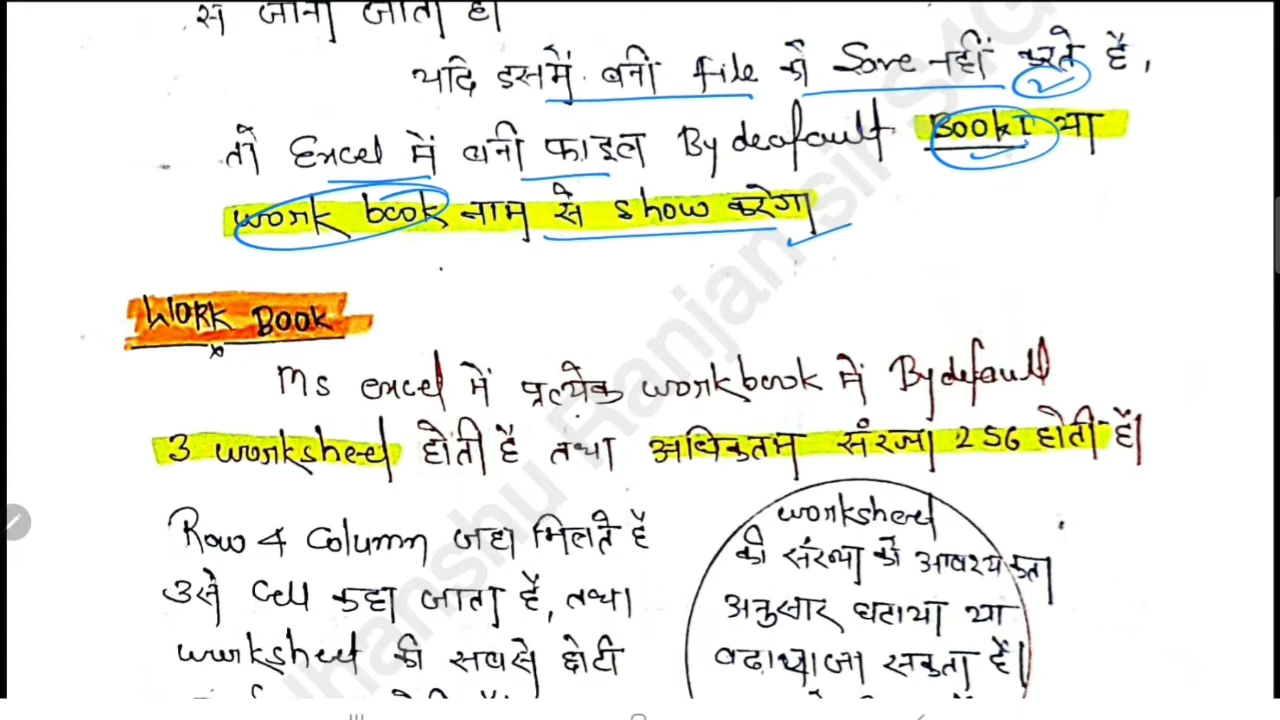 से जाना जाता है।
यदि इसमें बनी file को Save नहीं करते है,
तो Excel में बनी फाइल By deafault Book1 या
work book नाम से show करेगा
WORK BOOK
Ms excel में प्रत्येक workbook में By default
3 worksheet होती है तथा अधिकतम संख्या 256 होती है।
Row & Column जहा मिलते है
उसे Cell कहा जाता है, तथा
worksheet की सबसे छोटी
worksheet
की संख्या को आवश्यकता
अनुसार घटाया या
बढ़ाया जा सकता है।